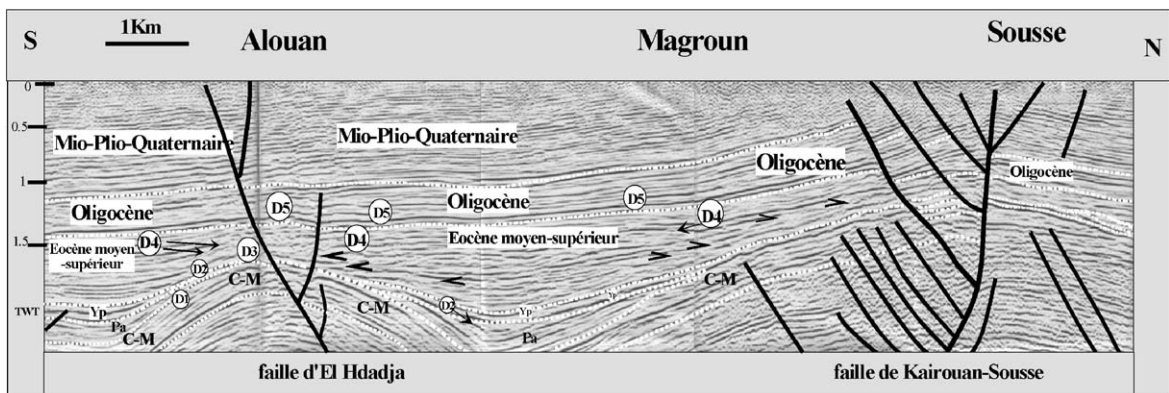 S
1Km
Alouan
Magroun
Sousse
N
0
0.5
1
1.5
TWT
Mio-Plio-Quaternaire
Mio-Plio-Quaternaire
Oligocène
Oligocène
Oligocène
Oligocène
D5
D5
D5
D4
D4
D4
Eocène moyen
-supérieur
Eocène moyen-supérieur
D3
D2
D1
D2
C-M
C-M
C-M
C-M
Yp
Pa
Yp
Pa
faille d'El Hdadja
faille de Kairouan-Sousse